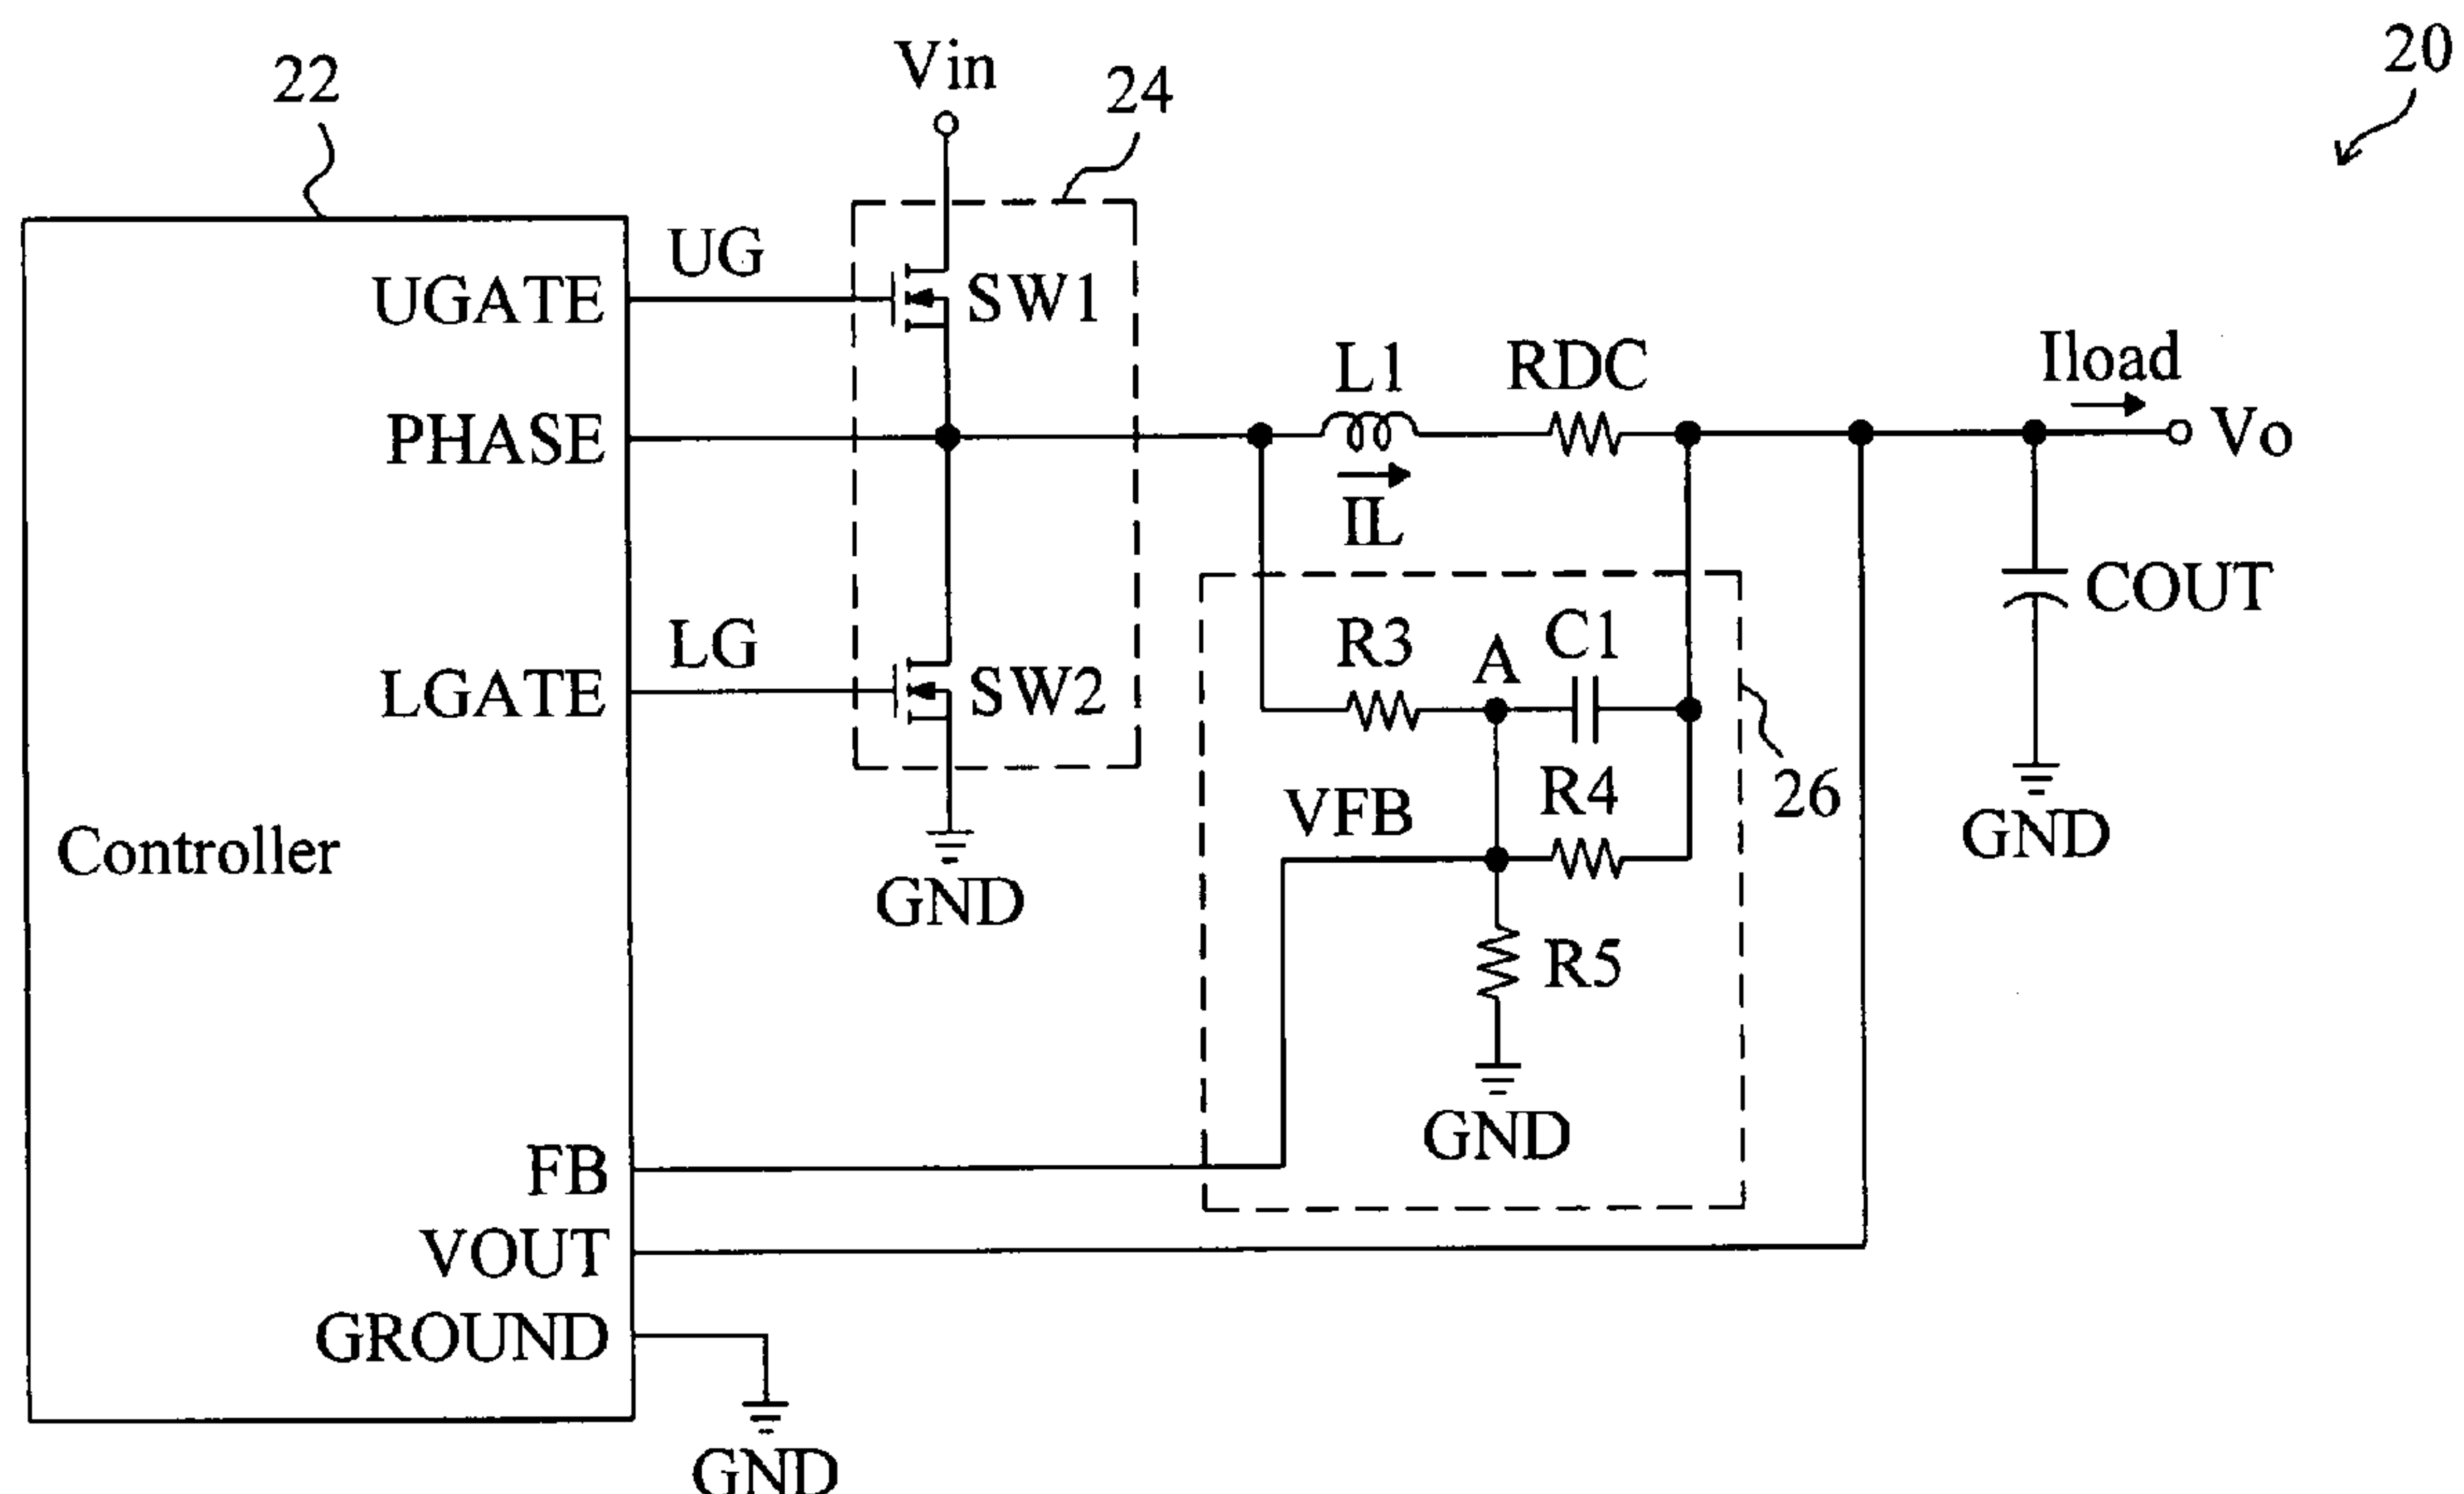 20
22
Vin
24
UG
UGATE
SW1
Iload
L1
RDC
PHASE
Vo
IL
COUT
LG
R3
A
C1
LGATE
SW2
26
R4
VFB
GND
Controller
GND
R5
GND
FB
VOUT
GROUND
GND